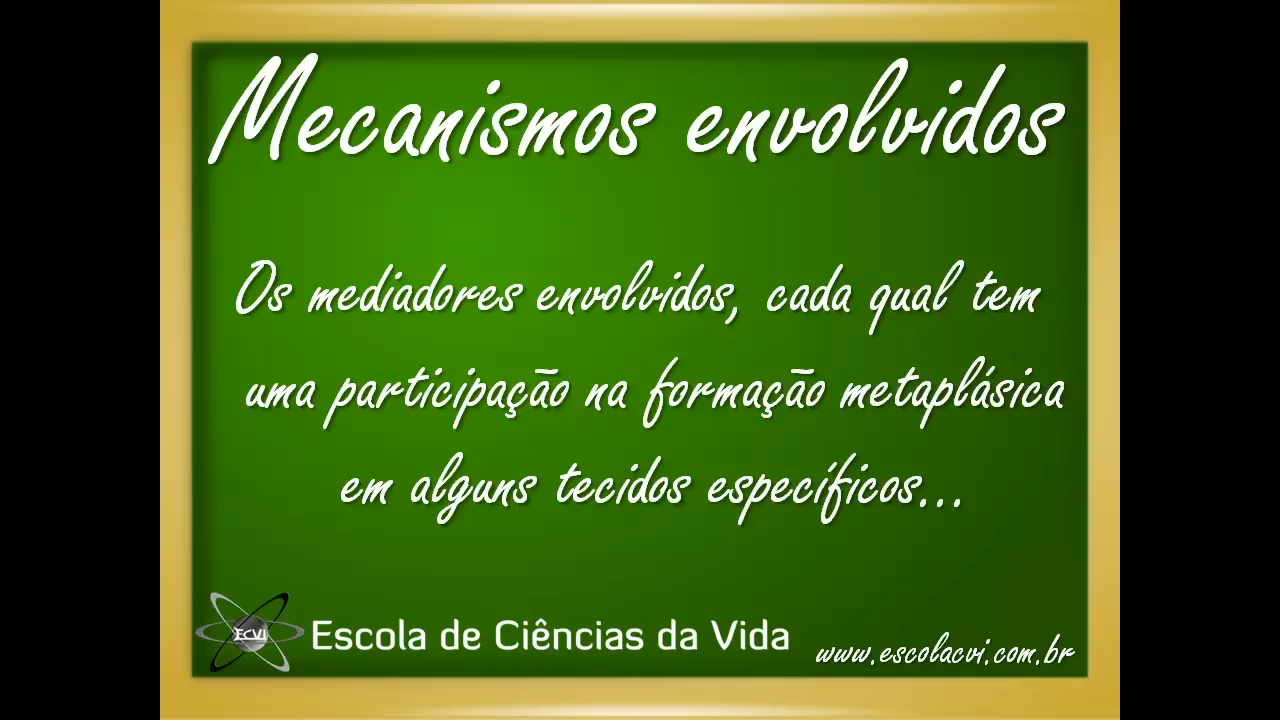 Mecanismos envolvidos
Os mediadores envolvidos, cada qual tem
uma participação na formação metaplásica
em alguns tecidos específicos...
ECVI
Escola de Ciências da Vida
www.escolacvi.com.br